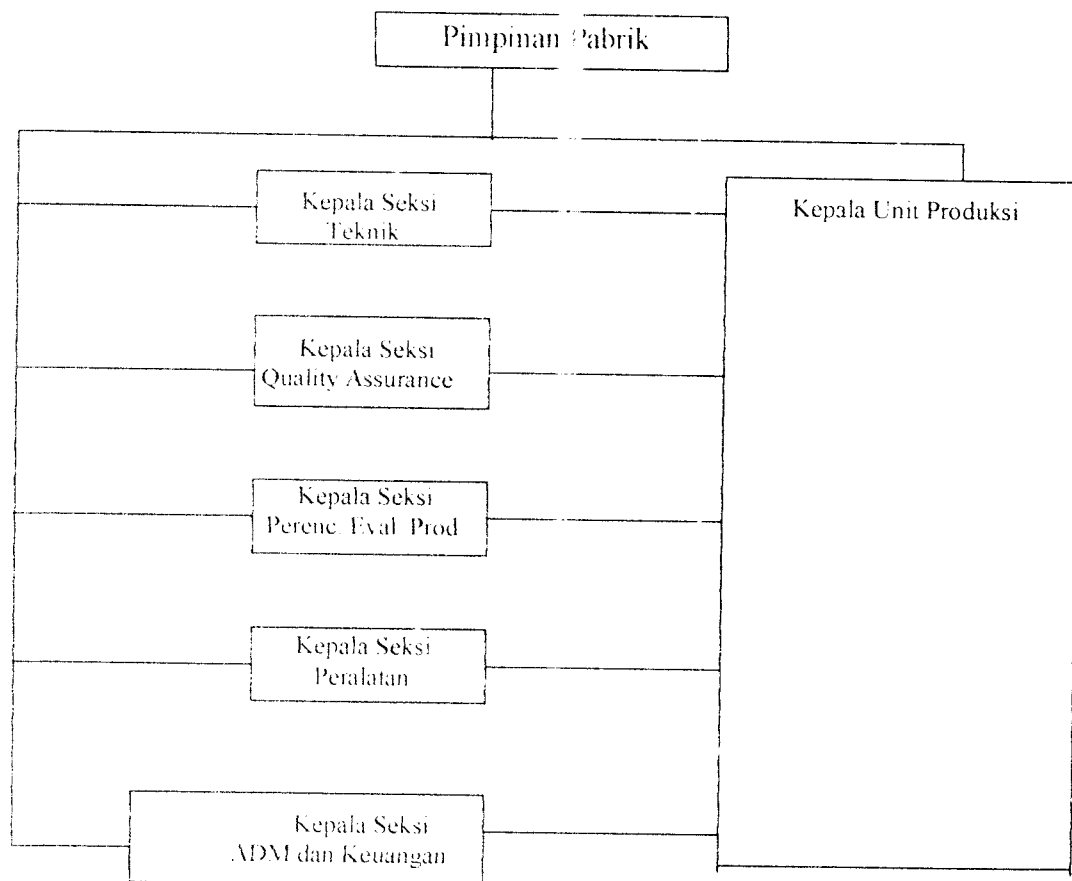 Pimpinan Pabrik
Kepala Seksi
Teknik
Kepala Unit Produksi
Kepala Seksi
Quality Assurance
Kepala Seksi
Perenc. Eval. Prod
Kepala Seksi
Peralatan
Kepala Seksi
ADM dan Keuangan